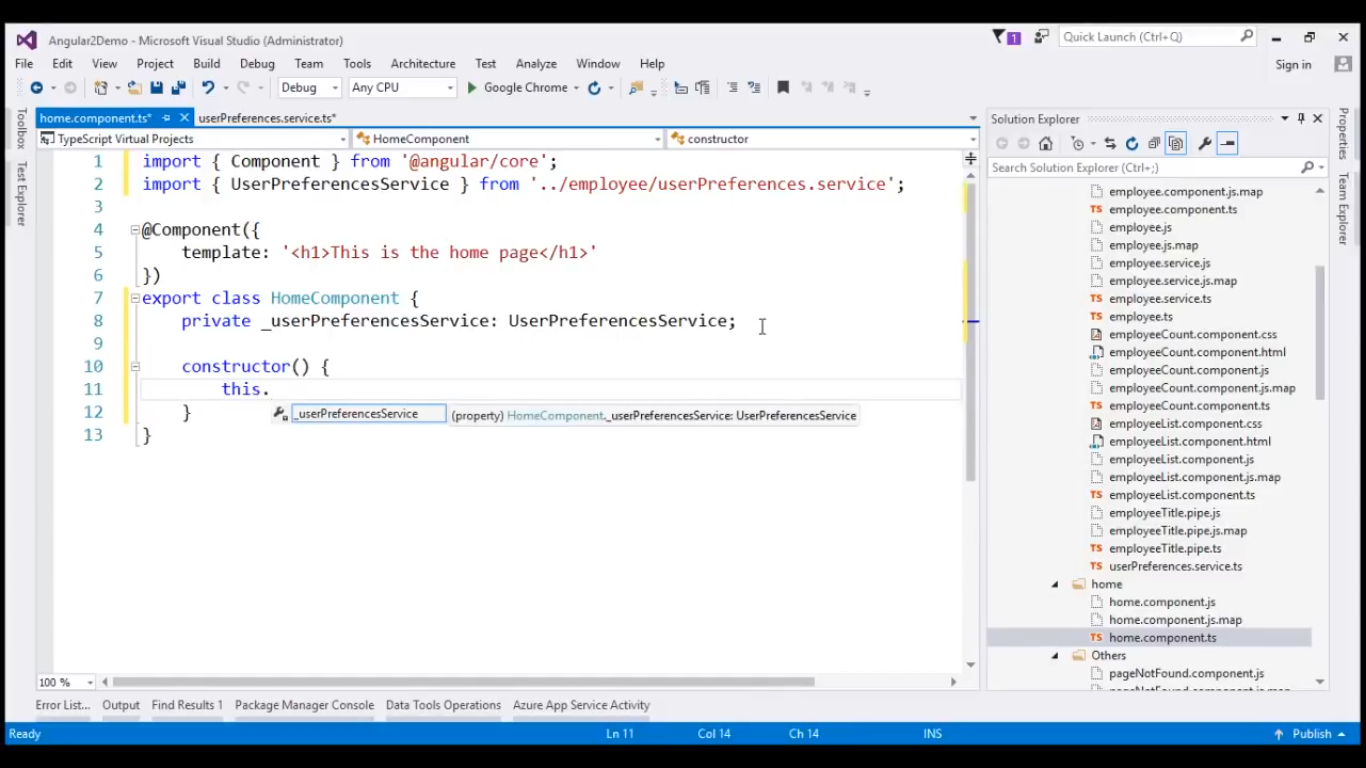 Angular2Demo - Microsoft Visual Studio (Administrator)
1
Quick Launch (Ctrl+Q)
File Edit View Project Build Debug Team Tools Architecture Test Analyze Window Help
Sign in
Debug Any CPU Google Chrome
Toolbox
Test Explorer
home.component.ts* userPreferences.service.ts*
TypeScript Virtual Projects HomeComponent constructor
1 import { Component } from '@angular/core';
2 import { UserPreferencesService } from '../employee/userPreferences.service';
3
4 @Component({
5 template: '<h1>This is the home page</h1>'
6 })
7 export class HomeComponent {
8 private _userPreferencesService: UserPreferencesService;
9
10 constructor() {
11 this.
12 }
_userPreferencesService (property) HomeComponent._userPreferencesService: UserPreferencesService
13 }
100 %
Solution Explorer
Search Solution Explorer (Ctrl+;)
employee.component.js.map
TS employee.component.ts
employee.js
employee.js.map
employee.service.js
employee.service.js.map
TS employee.service.ts
TS employee.ts
employeeCount.component.css
employeeCount.component.html
employeeCount.component.js
employeeCount.component.js.map
TS employeeCount.component.ts
employeeList.component.css
employeeList.component.html
employeeList.component.js
employeeList.component.js.map
TS employeeList.component.ts
employeeTitle.pipe.js
employeeTitle.pipe.js.map
TS employeeTitle.pipe.ts
TS userPreferences.service.ts
home
home.component.js
home.component.js.map
TS home.component.ts
Others
pageNotFound.component.js
Properties
Team Explorer
Error List... Output Find Results 1 Package Manager Console Data Tools Operations Azure App Service Activity
Ready Ln 11 Col 14 Ch 14 INS Publish